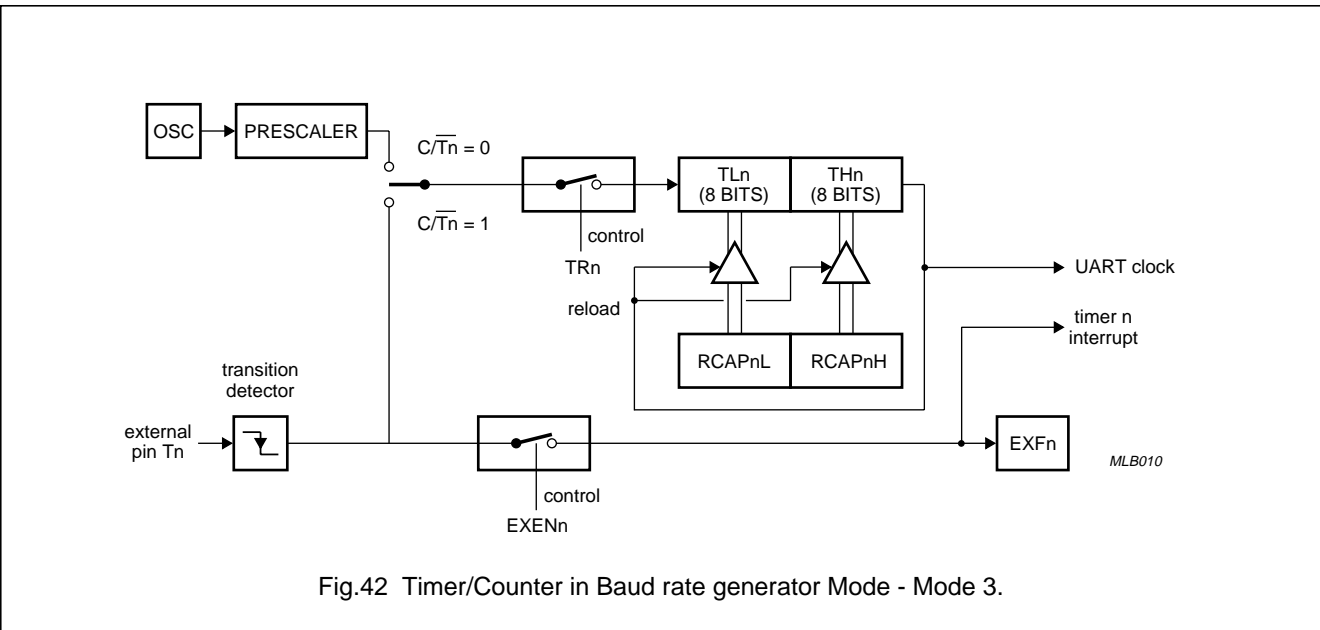 OSC
PRESCALER
C/T̅n̅ = 0
C/T̅n̅ = 1
control
TRn
TLn
(8 BITS)
THn
(8 BITS)
reload
RCAPnL
RCAPnH
UART clock
timer n
interrupt
transition
detector
external
pin Tn
control
EXENn
EXFn
MLB010
Fig.42 Timer/Counter in Baud rate generator Mode - Mode 3.